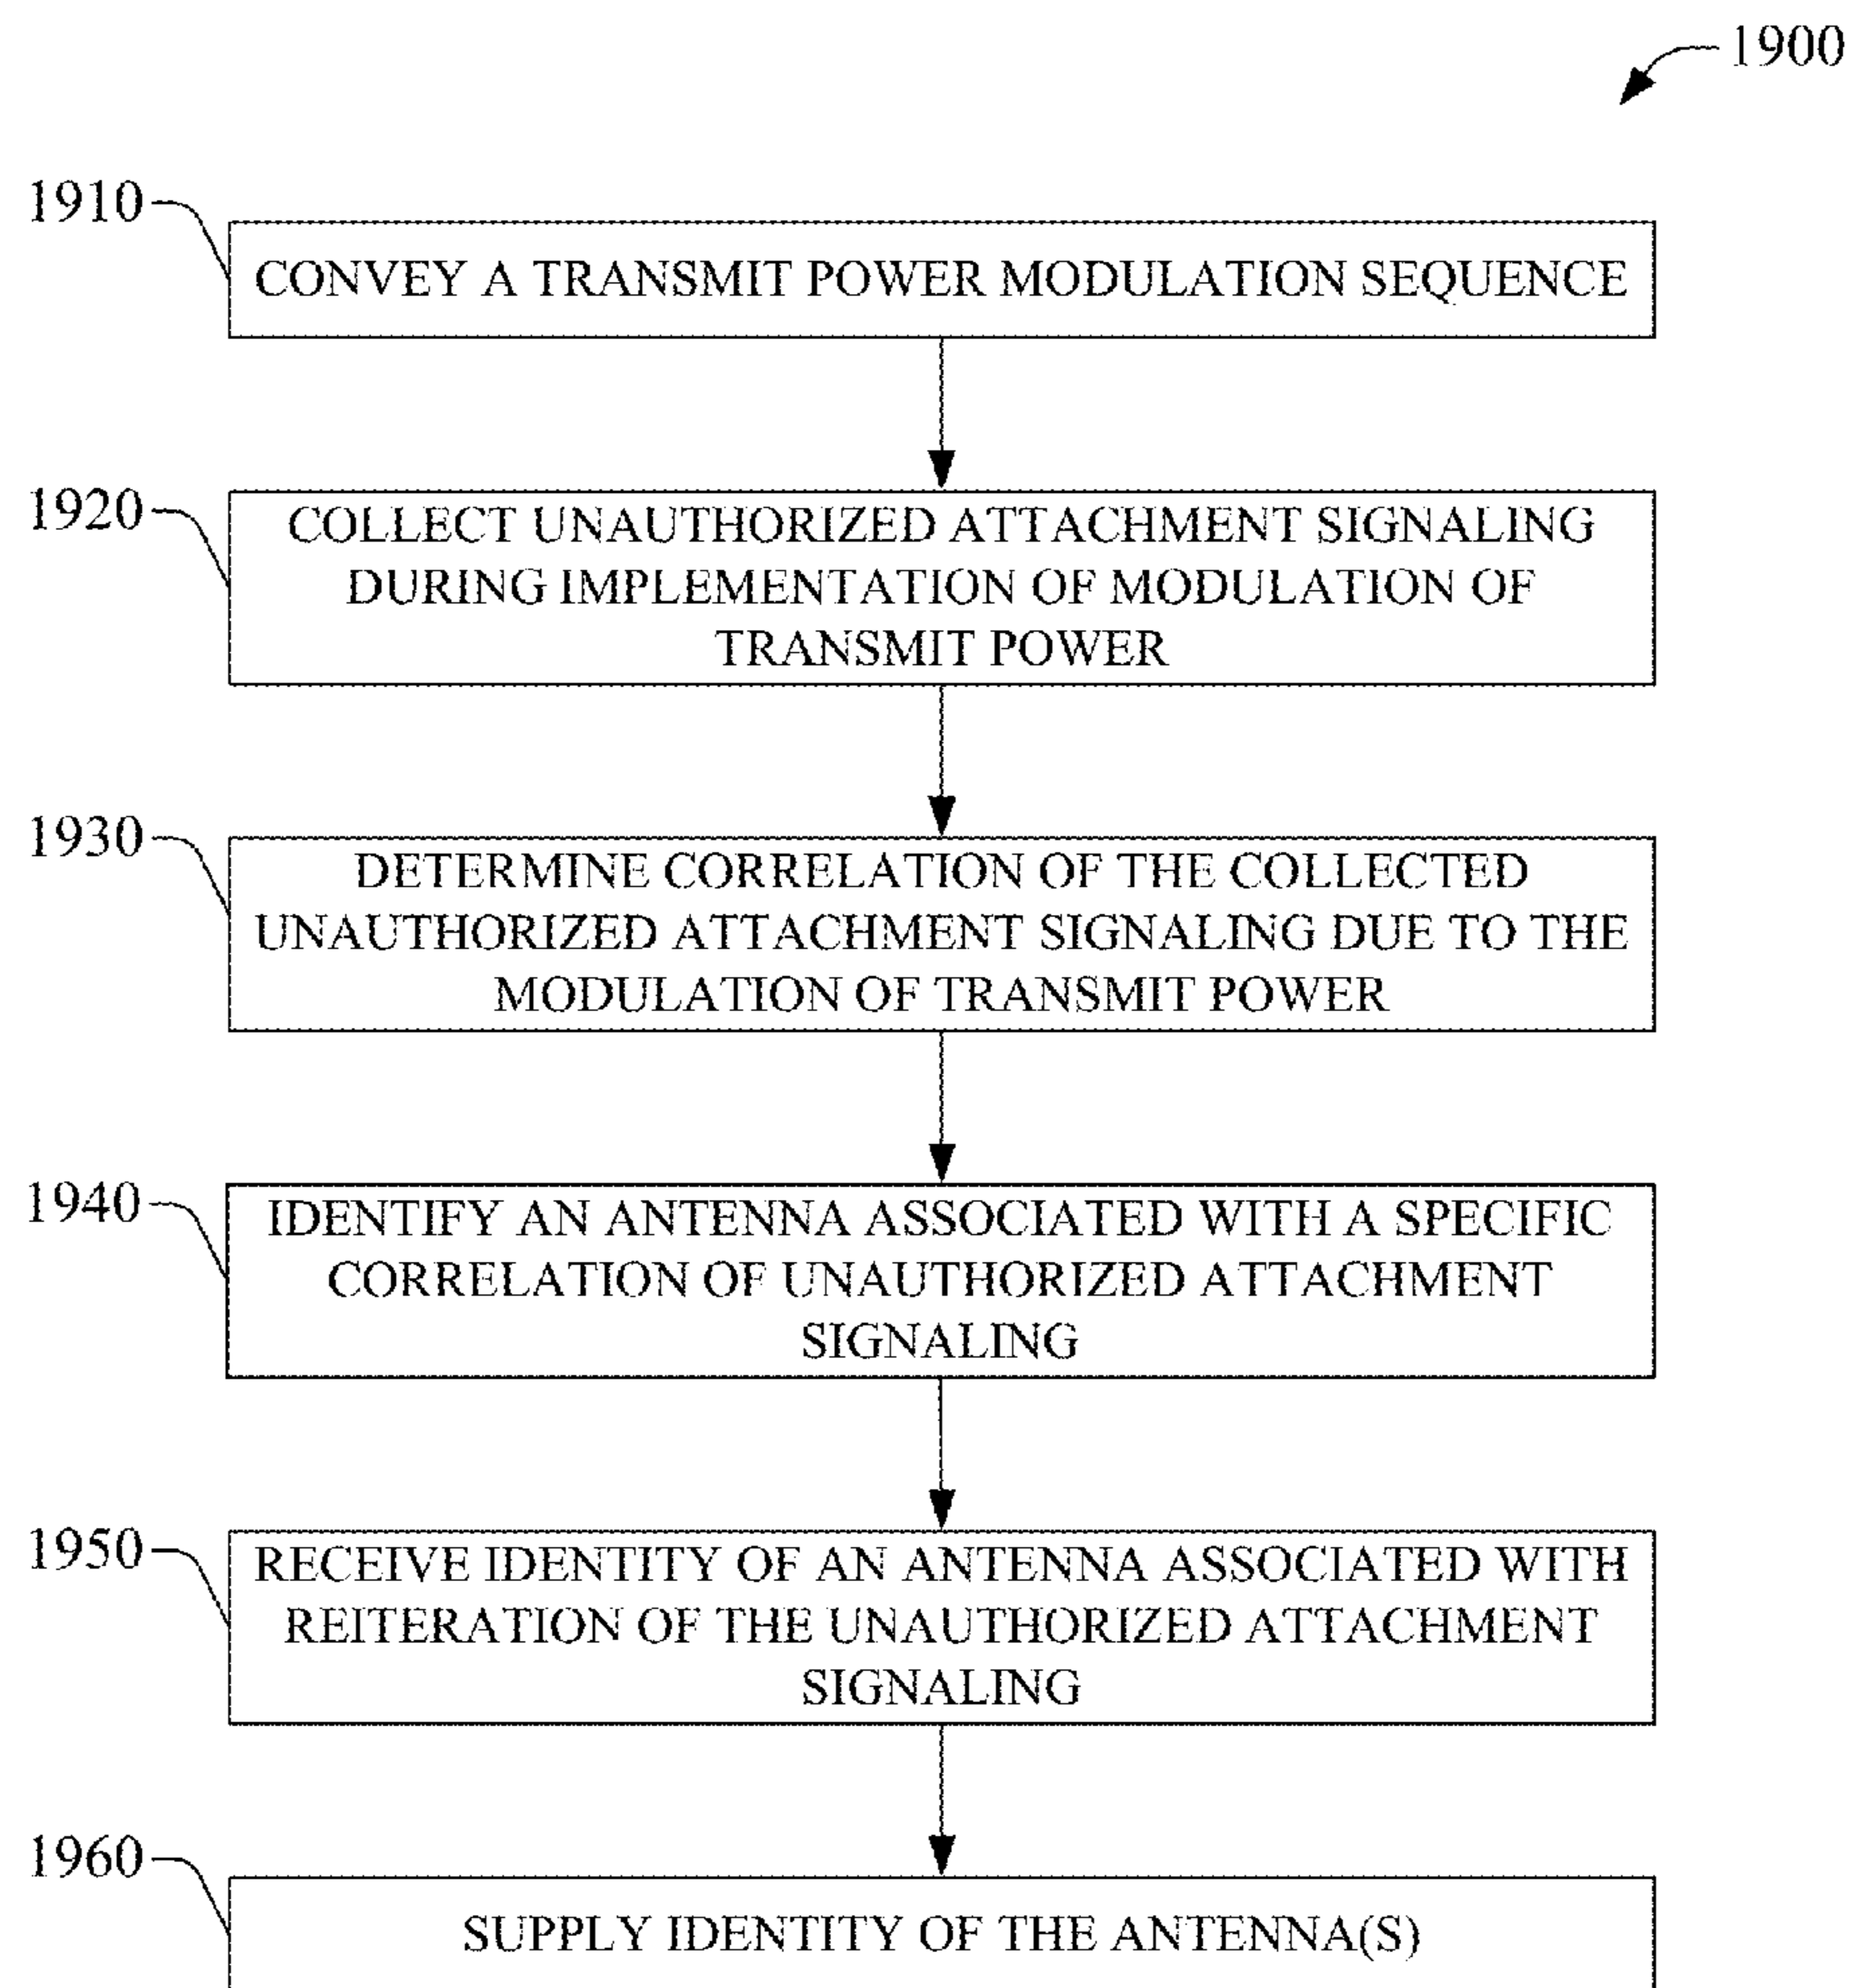 1900
1910
CONVEY A TRANSMIT POWER MODULATION SEQUENCE
1920
COLLECT UNAUTHORIZED ATTACHMENT SIGNALING
DURING IMPLEMENTATION OF MODULATION OF
TRANSMIT POWER
1930
DETERMINE CORRELATION OF THE COLLECTED
UNAUTHORIZED ATTACHMENT SIGNALING DUE TO THE
MODULATION OF TRANSMIT POWER
1940
IDENTIFY AN ANTENNA ASSOCIATED WITH A SPECIFIC
CORRELATION OF UNAUTHORIZED ATTACHMENT
SIGNALING
1950
RECEIVE IDENTITY OF AN ANTENNA ASSOCIATED WITH
REITERATION OF THE UNAUTHORIZED ATTACHMENT
SIGNALING
1960
SUPPLY IDENTITY OF THE ANTENNA(S)